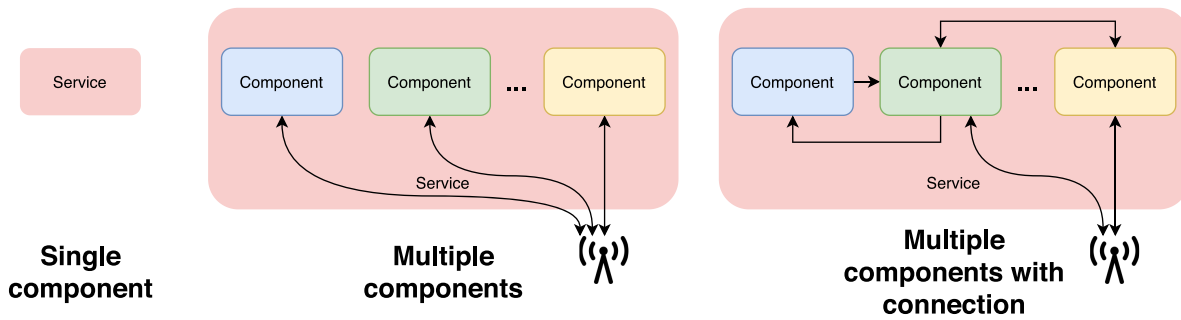 Service
Single
component
Component
Component
...
Component
Service
Multiple
components
Component
Component
...
Component
Service
Multiple
components with
connection